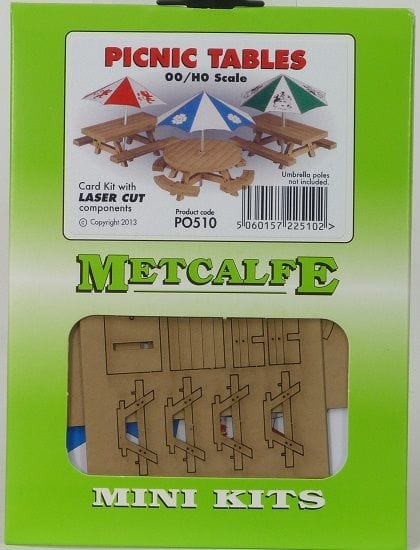 PICNIC TABLES
OO/HO Scale
Card Kit with
LASER CUT
components
© Copyright 2013
Product code
PO510
Umbrella poles
not included.
5 060157 225102 >
METCALFE
MINI KITS